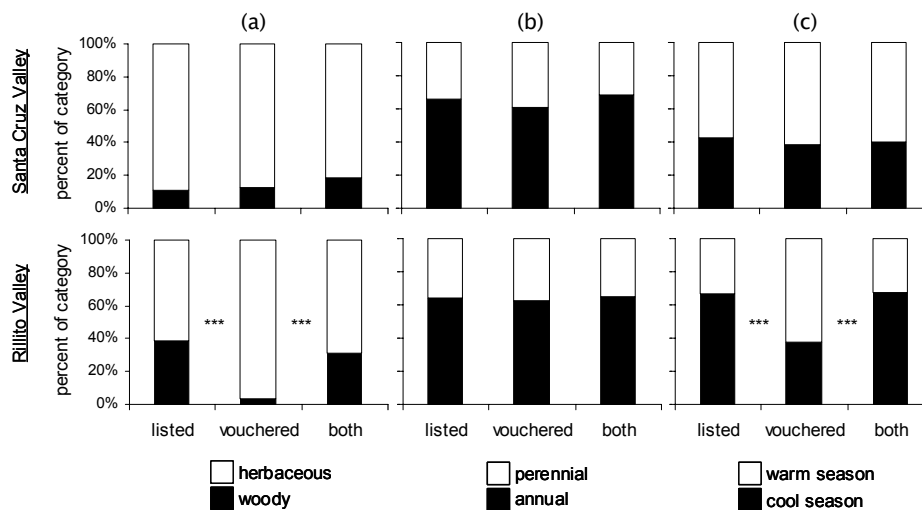 (a) (b) (c)
Santa Cruz Valley
percent of category
100%
80%
60%
40%
20%
0%
Rillito Valley
percent of category
100%
80%
60%
40%
20%
0%
*** *** *** ***
listed vouchered both listed vouchered both listed vouchered both
herbaceous perennial warm season
woody annual cool season